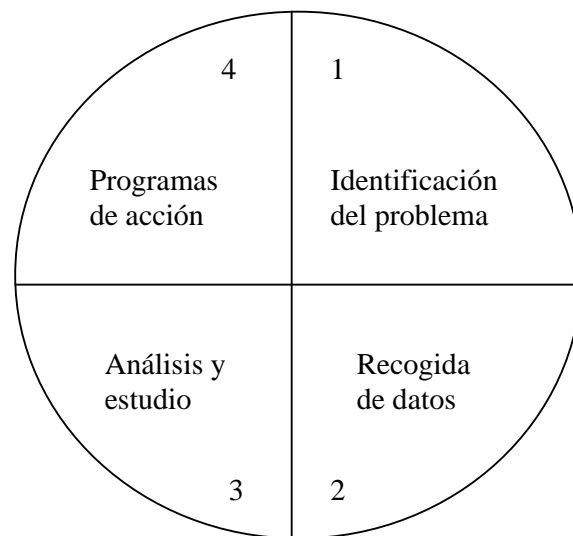 4
1
Programas
de acción
Identificación
del problema
Análisis y
estudio
Recogida
de datos
3
2